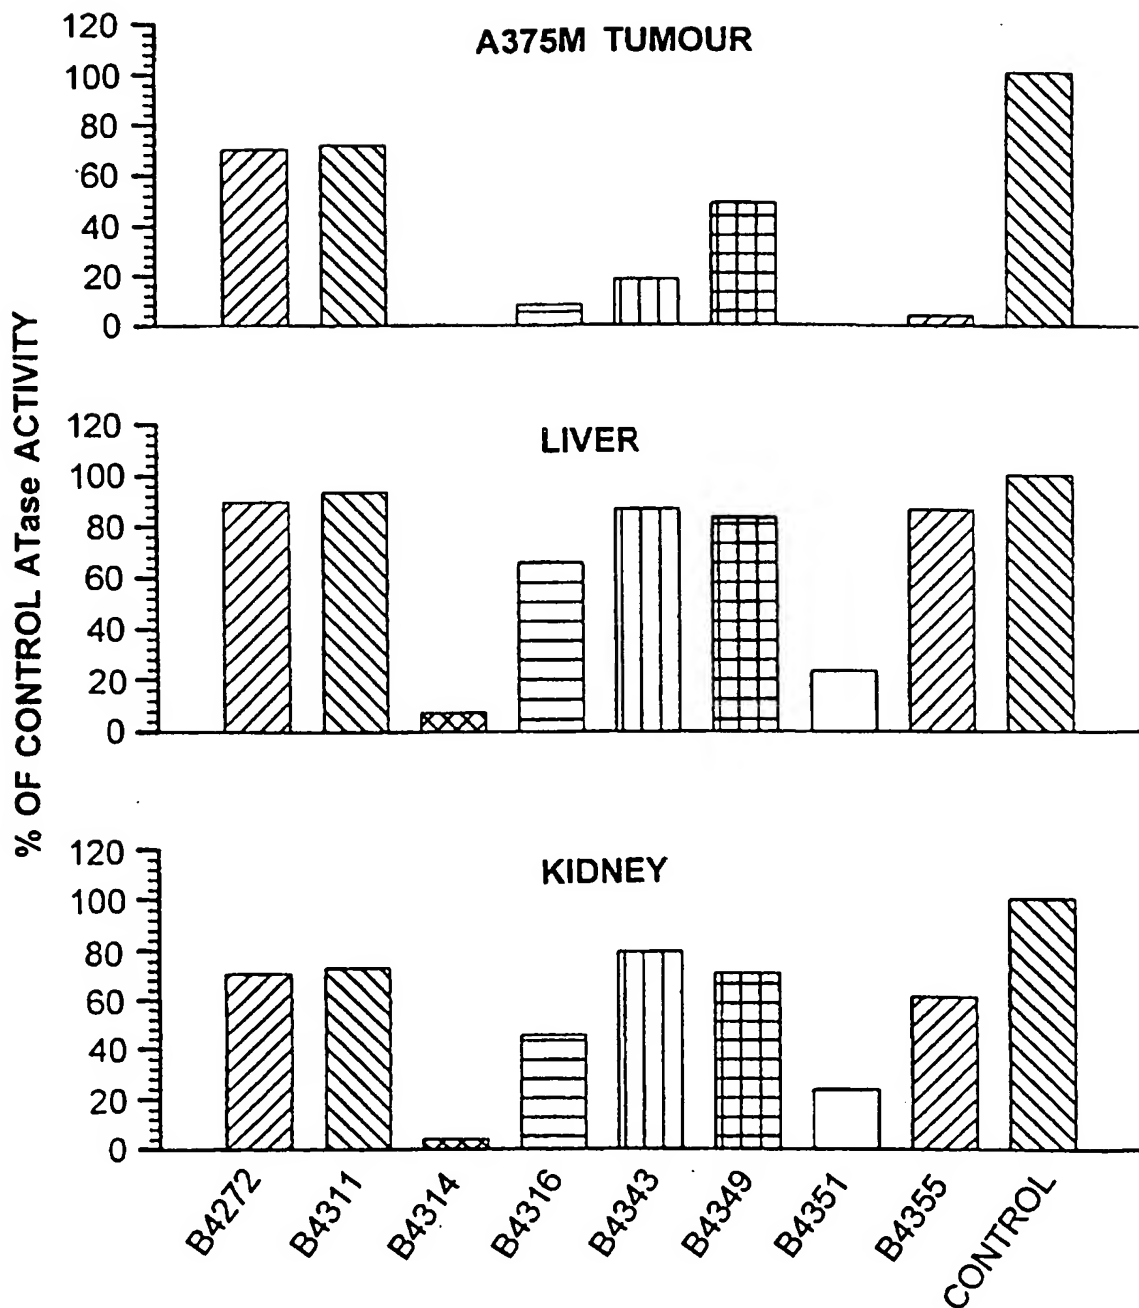 % OF CONTROL ATase ACTIVITY
A375M TUMOUR
120
100
80
60
40
20
0
LIVER
120
100
80
60
40
20
0
KIDNEY
120
100
80
60
40
20
0
B4272
B4311
B4314
B4316
B4343
B4349
B4351
B4355
CONTROL